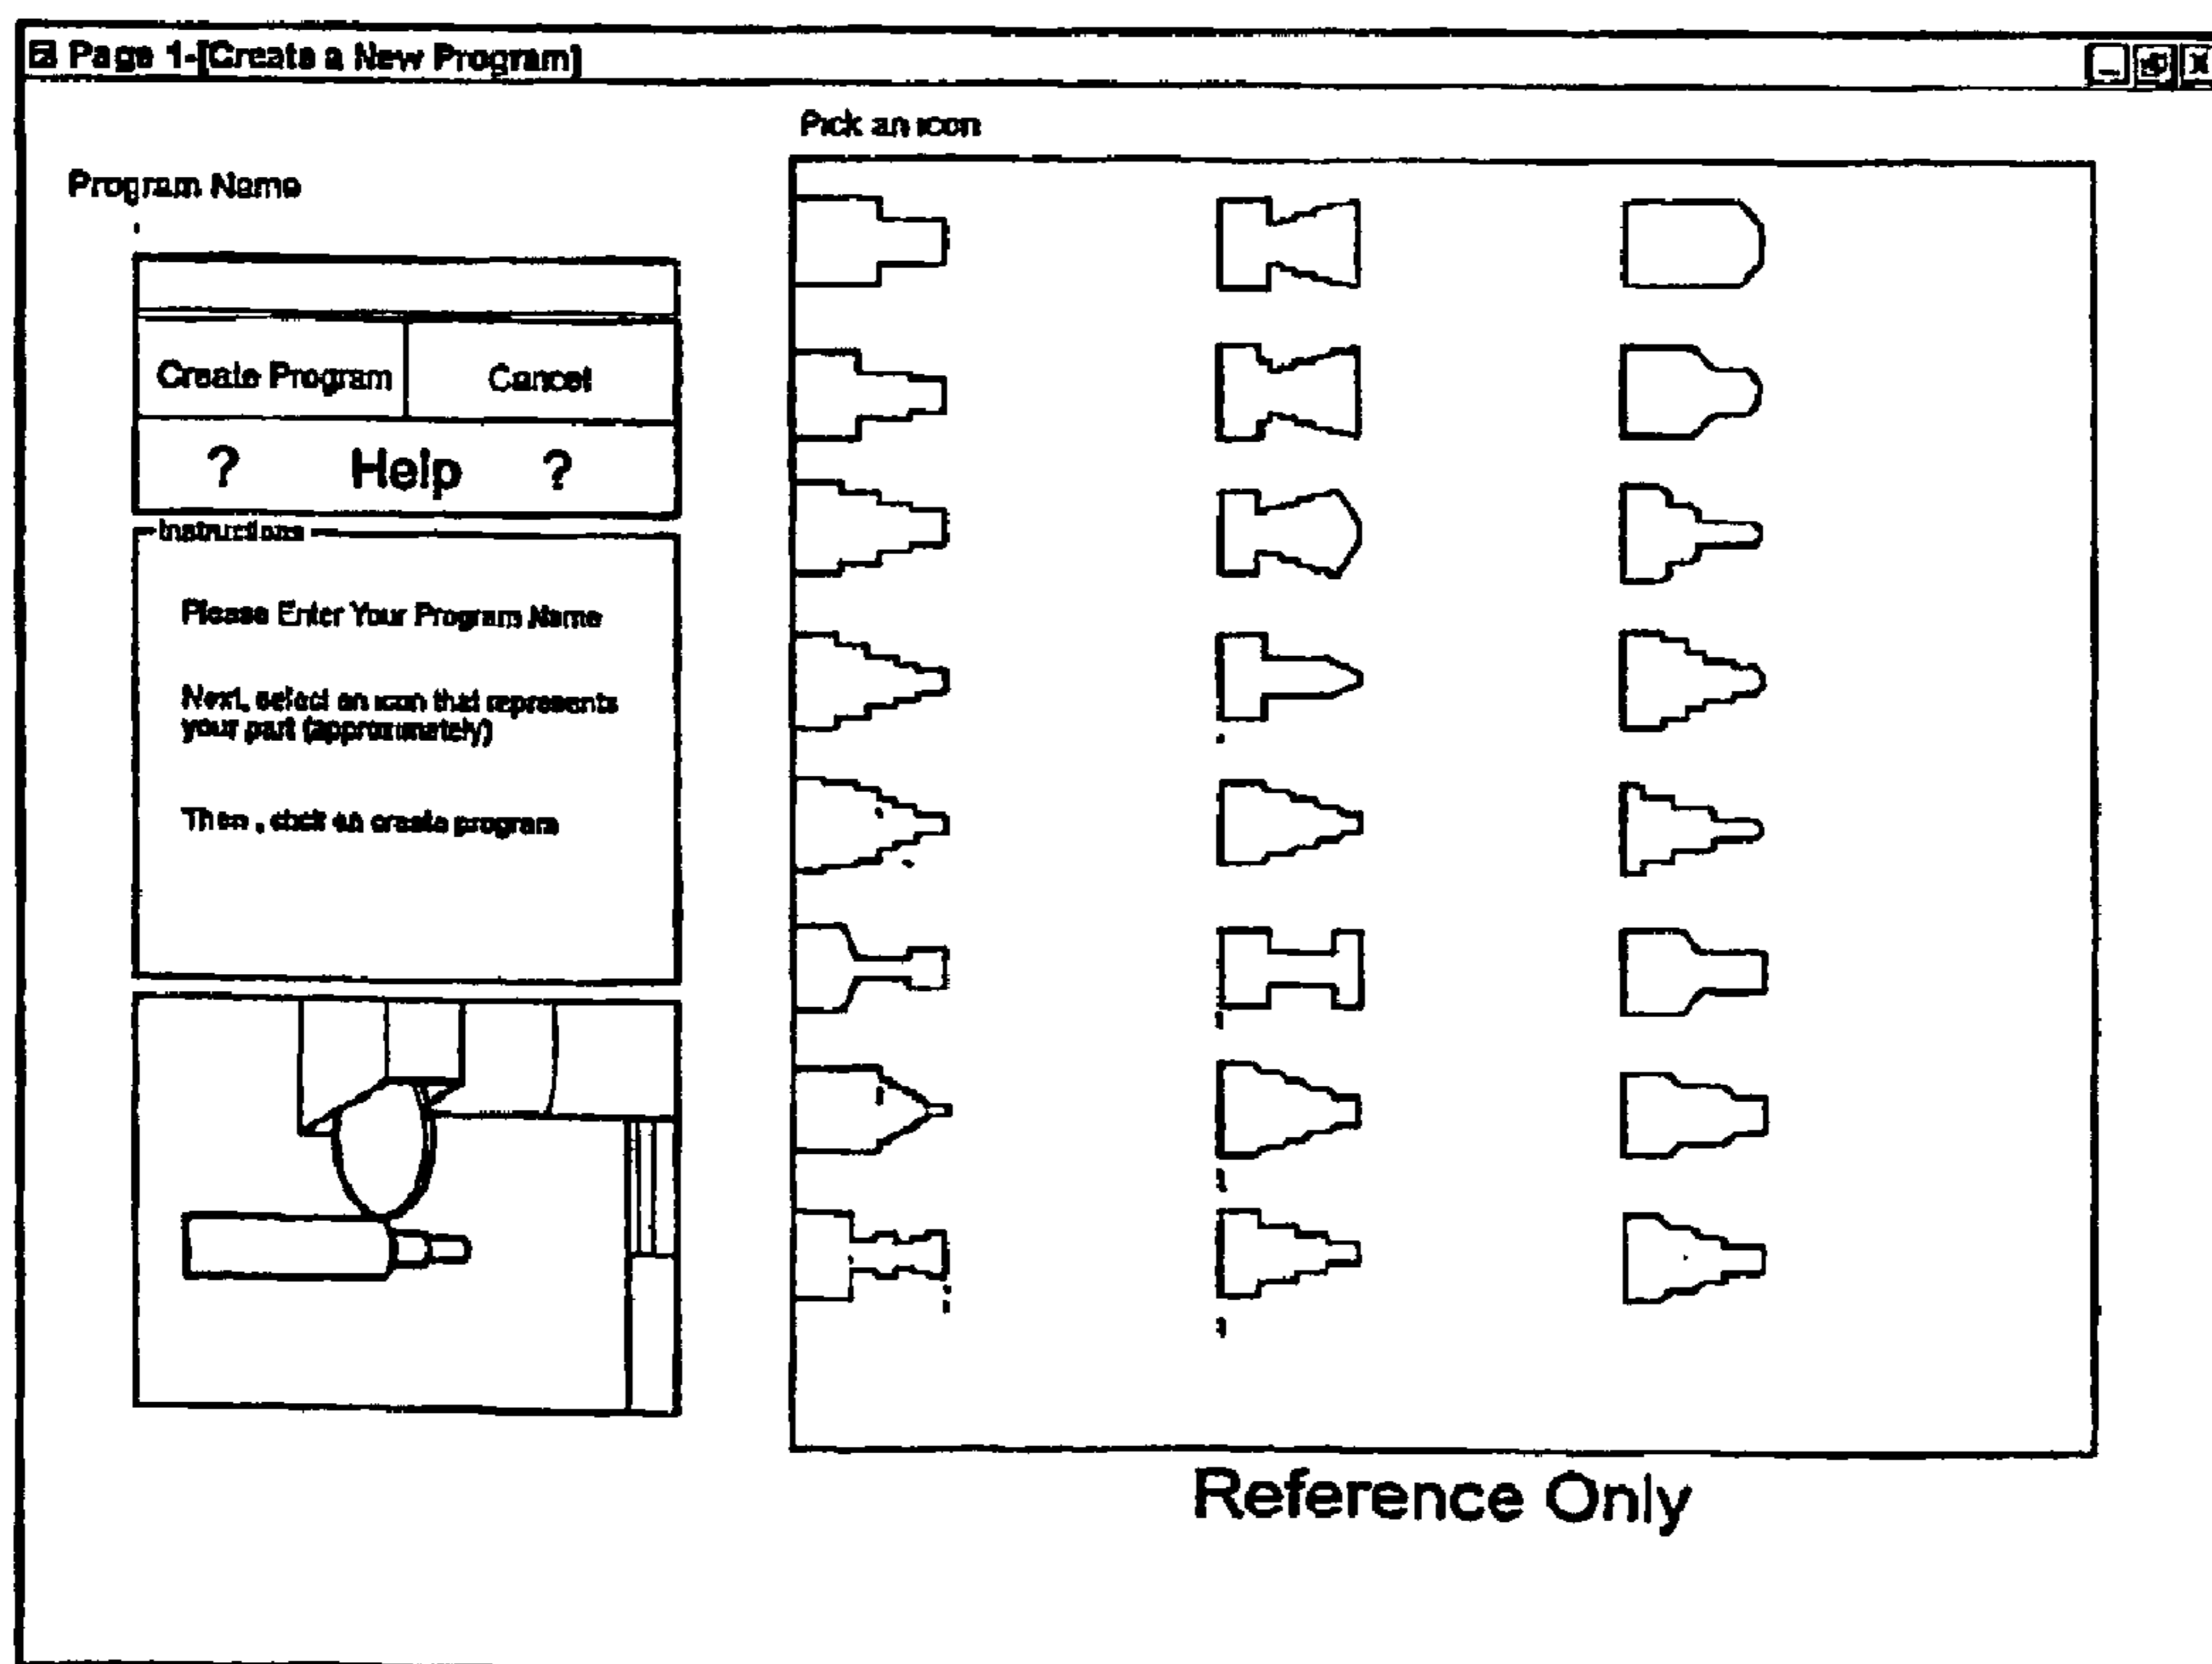 Page 1-[Create a New Program]
Pick an icon
Program Name
Create Program
Cancel
? Help ?
Instructions
Please Enter Your Program Name
Next, select an icon that represents
your part (approximately)
Then , click on create program
Reference Only